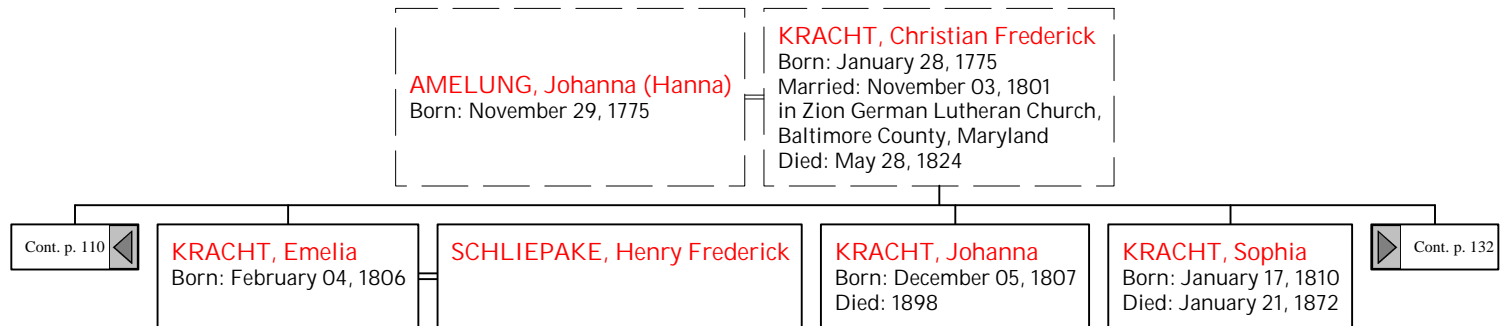 AMELUNG, Johanna (Hanna)
Born: November 29, 1775
KRACHT, Christian Frederick
Born: January 28, 1775
Married: November 03, 1801
in Zion German Lutheran Church,
Baltimore County, Maryland
Died: May 28, 1824
Cont. p. 110
KRACHT, Emelia
Born: February 04, 1806
SCHLIEPAKE, Henry Frederick
KRACHT, Johanna
Born: December 05, 1807
Died: 1898
KRACHT, Sophia
Born: January 17, 1810
Died: January 21, 1872
Cont. p. 132